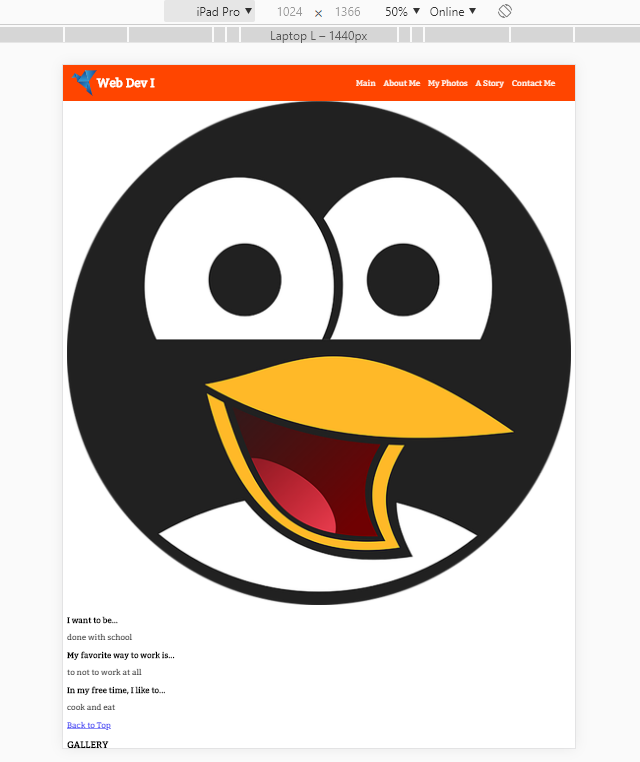 iPad Pro ▼ 1024 × 1366 50% ▼ Online ▼
Laptop L – 1440px
Web Dev I
Main About Me My Photos A Story Contact Me
I want to be...
done with school
My favorite way to work is...
to not to work at all
In my free time, I like to...
cook and eat
Back to Top
GALLERY